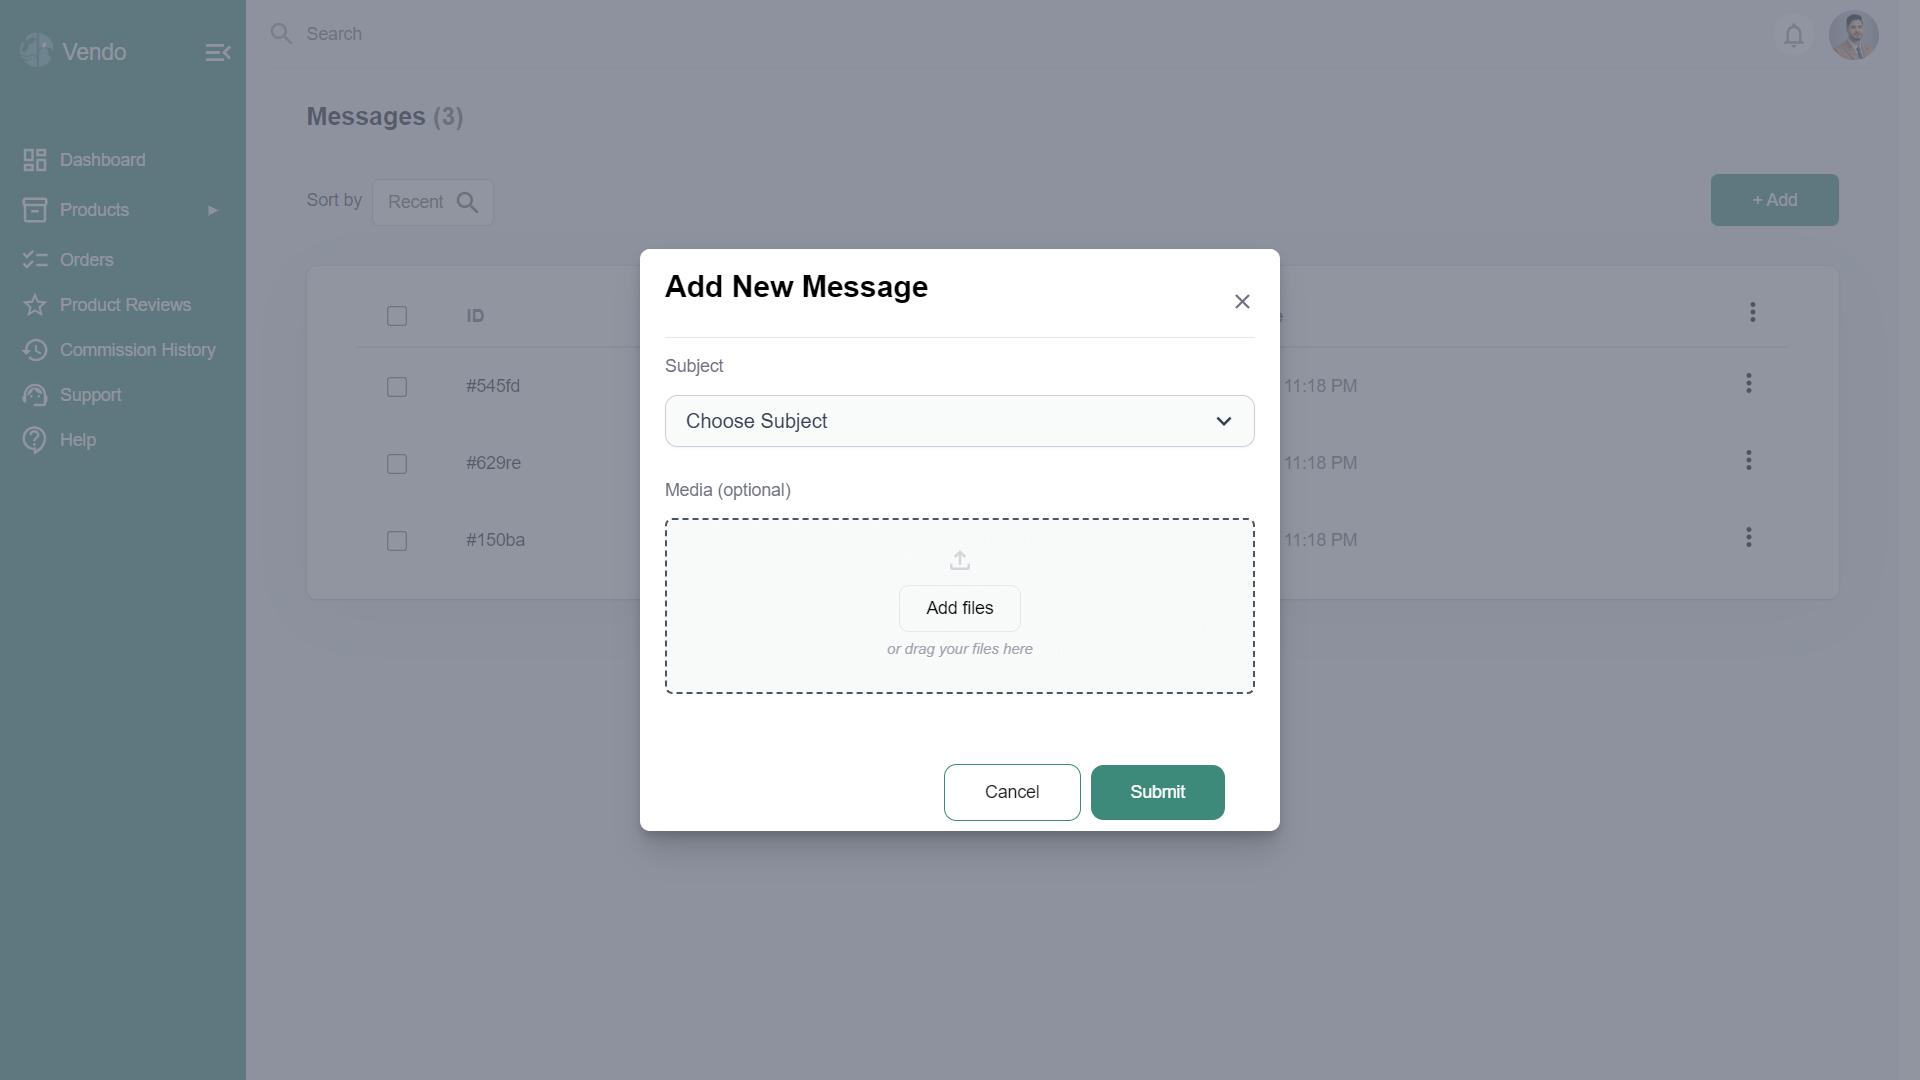 Vendo
Search
Dashboard
Products
Orders
Product Reviews
Commission History
Support
Help
Messages (3)
Sort by
Recent
+ Add
ID
#545fd
11:18 PM
#629re
11:18 PM
#150ba
11:18 PM
Add New Message
Subject
Choose Subject
Media (optional)
Add files
or drag your files here
Cancel
Submit